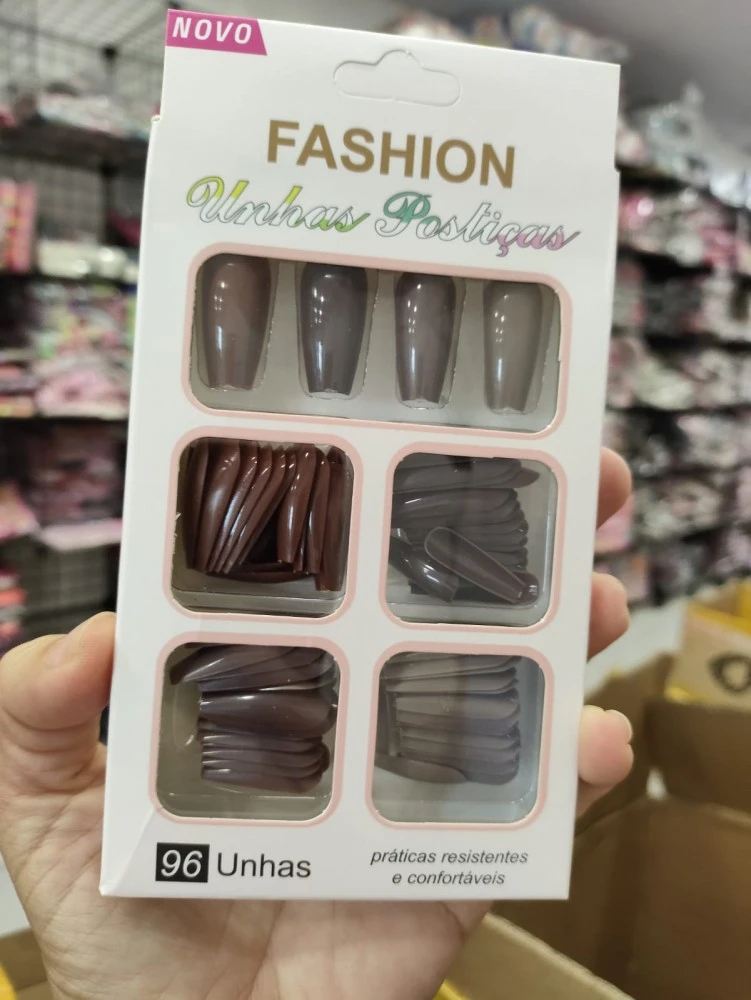 NOVO
FASHION
Unhas Postiças
96 Unhas
práticas resistentes
e confortáveis